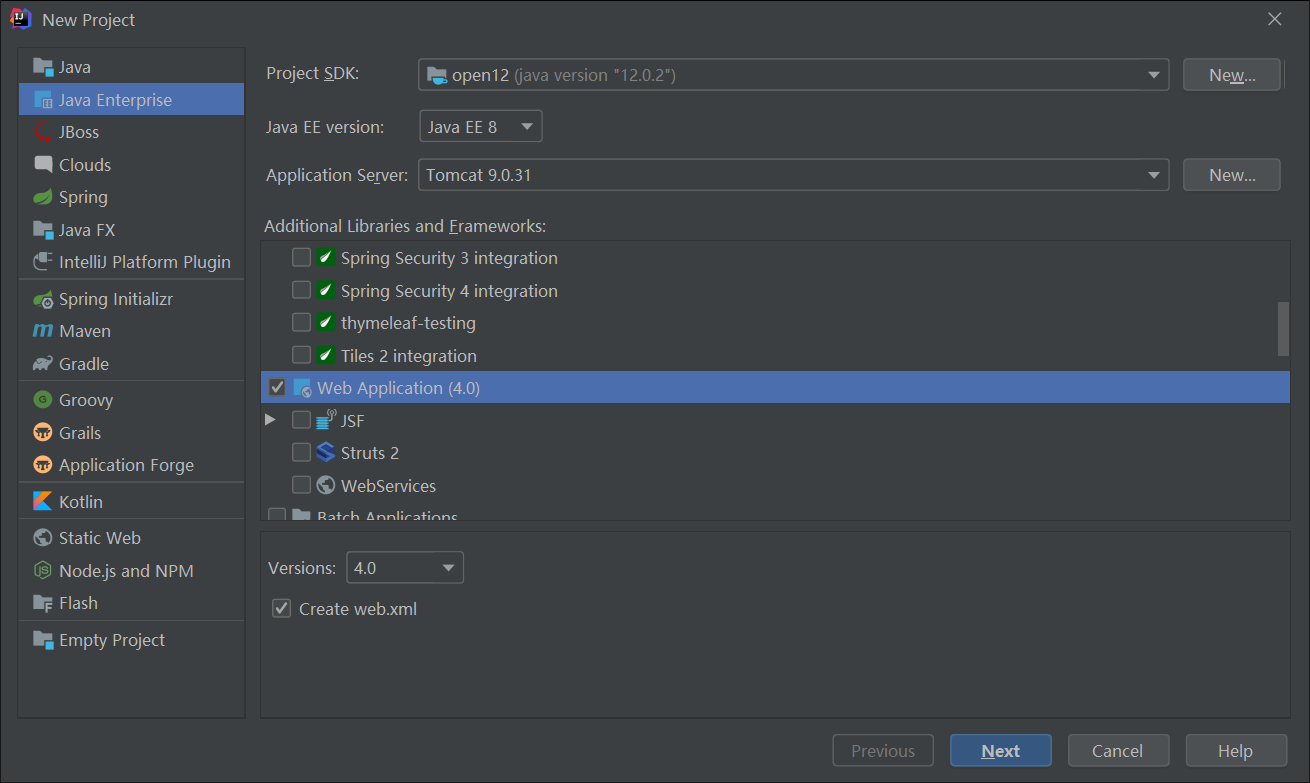 New Project
Java
Java Enterprise
JBoss
Clouds
Spring
Java FX
IntelliJ Platform Plugin
Spring Initializr
Maven
Gradle
Groovy
Grails
Application Forge
Kotlin
Static Web
Node.js and NPM
Flash
Empty Project
Project SDK: open12 (java version "12.0.2") New...
Java EE version: Java EE 8
Application Server: Tomcat 9.0.31 New...
Additional Libraries and Frameworks:
Spring Security 3 integration
Spring Security 4 integration
thymeleaf-testing
Tiles 2 integration
Web Application (4.0)
JSF
Struts 2
WebServices
Batch Applications
Versions: 4.0
Create web.xml
Previous Next Cancel Help